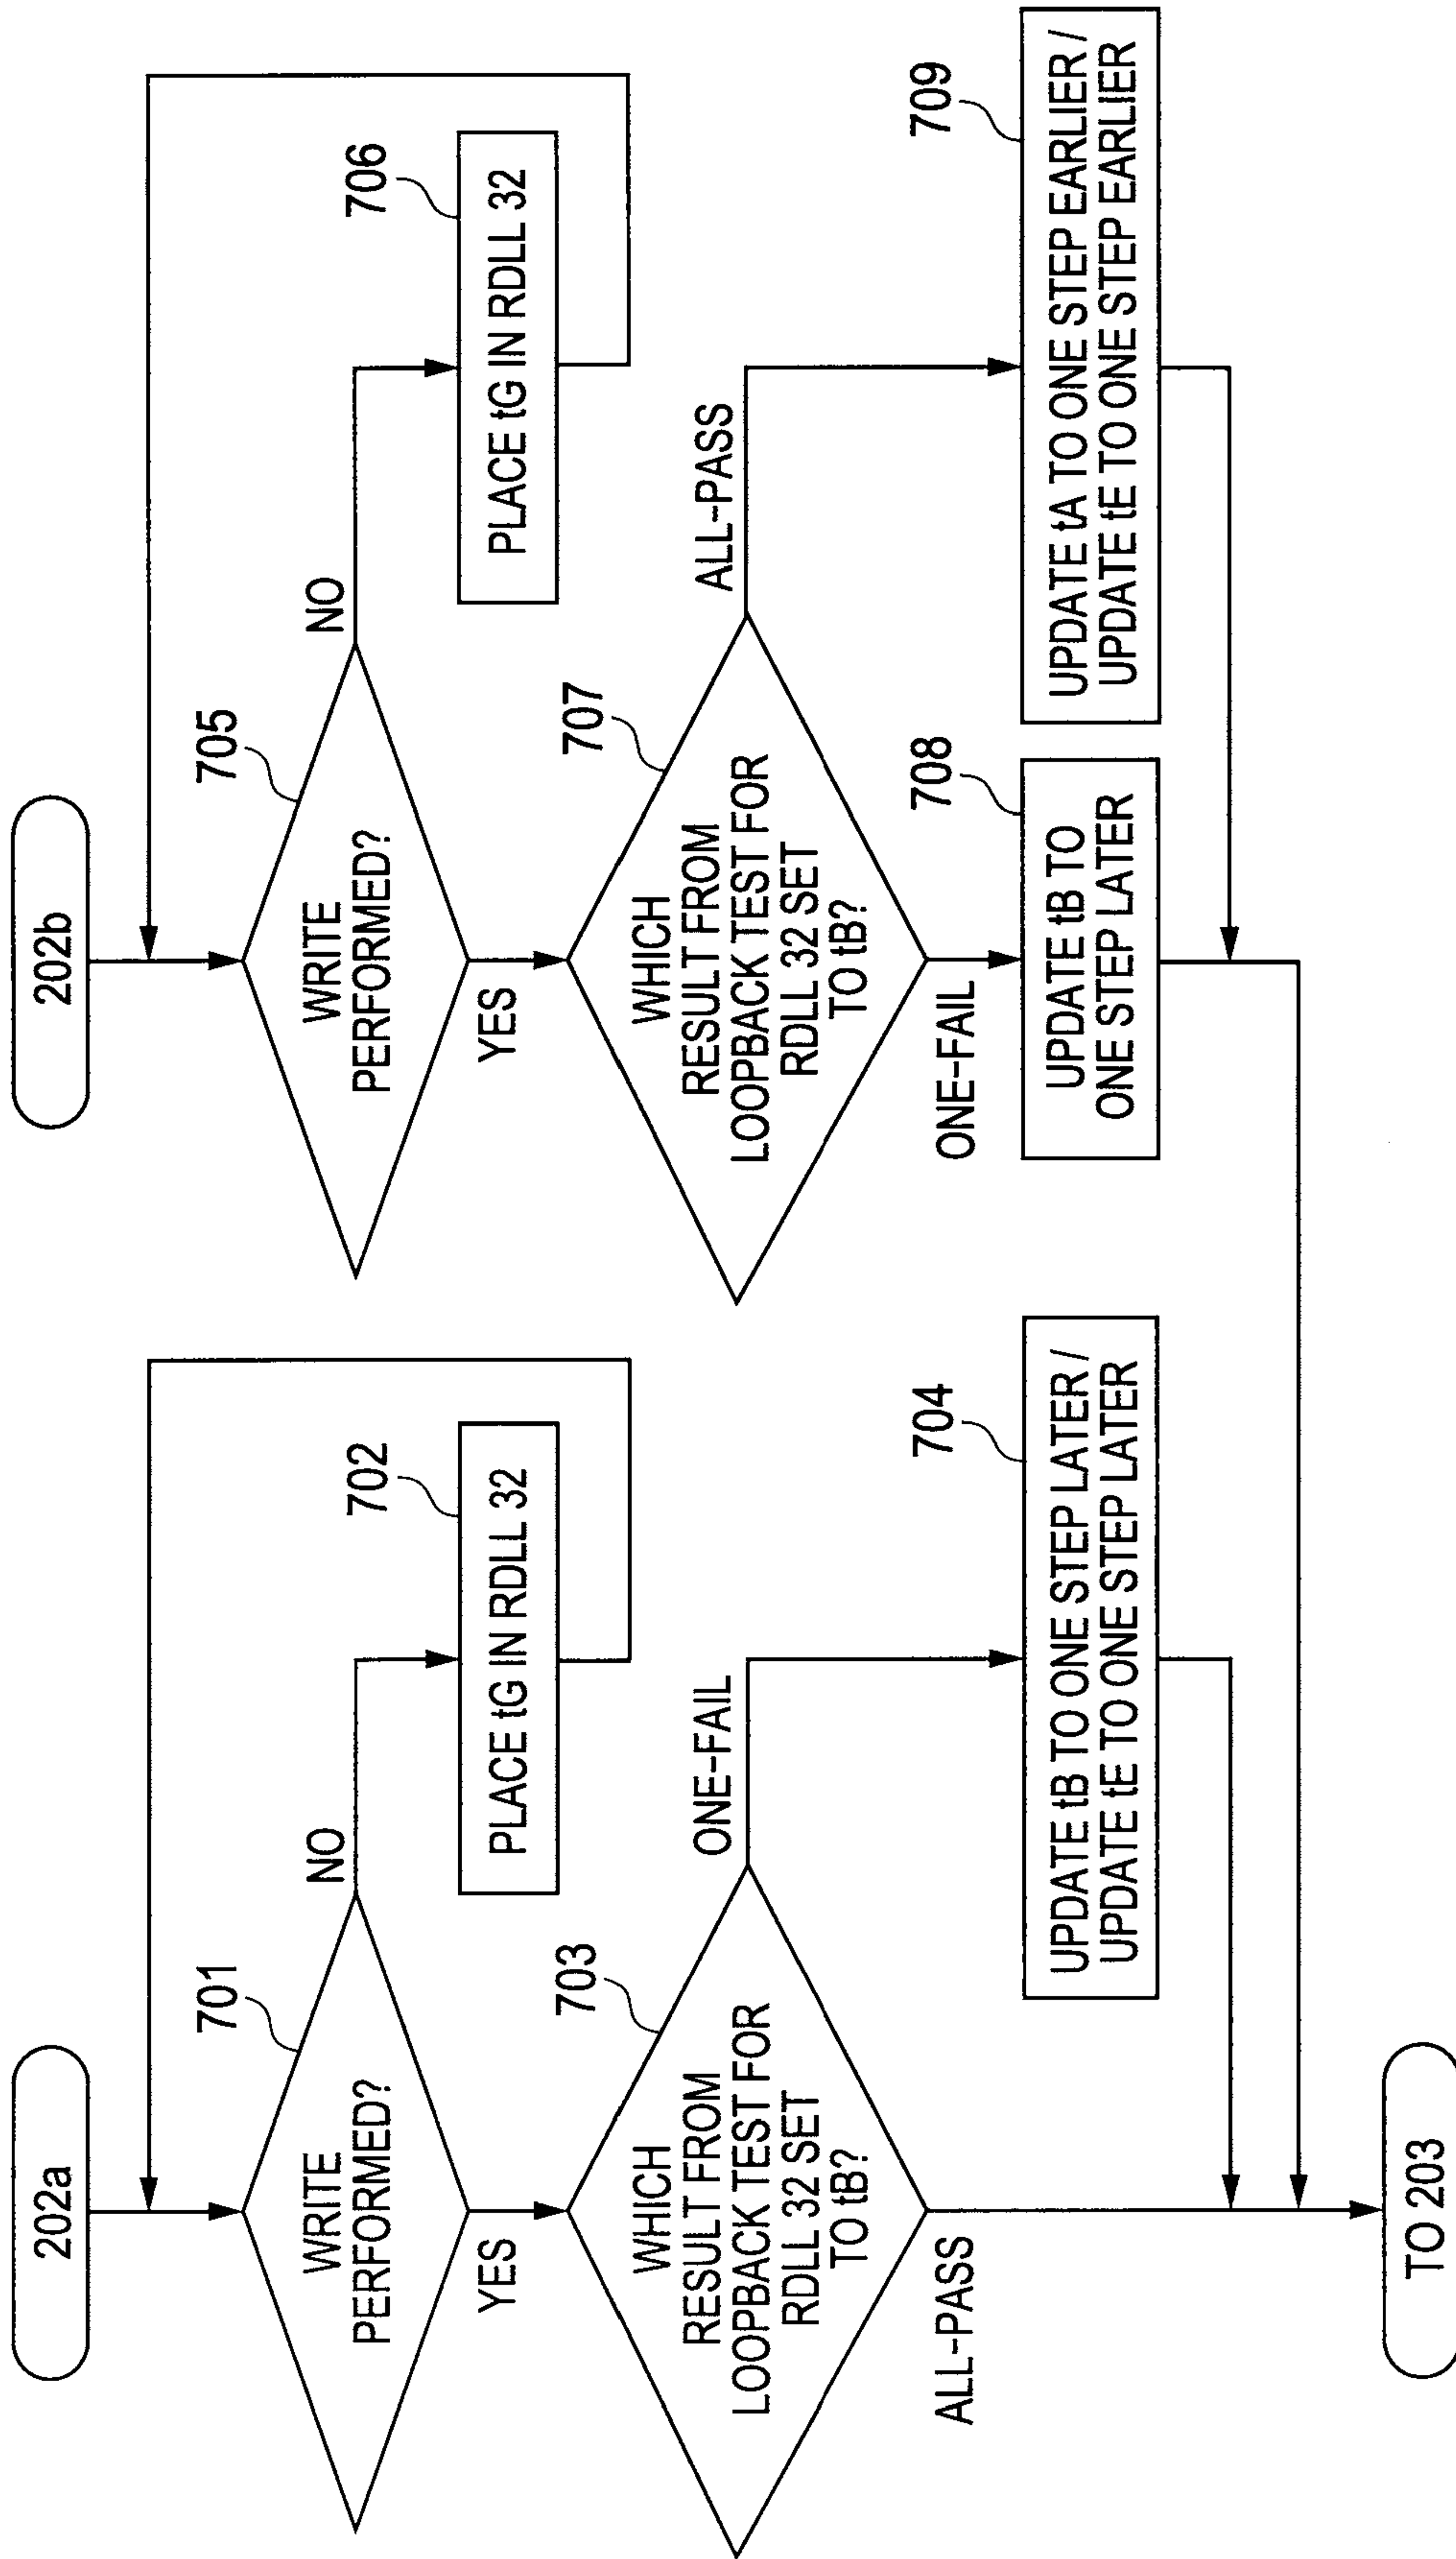 202a
701
WRITE
PERFORMED?
NO
YES
702
PLACE tG IN RDLL 32
703
WHICH
RESULT FROM
LOOPBACK TEST FOR
RDLL 32 SET
TO tB?
ONE-FAIL
ALL-PASS
704
UPDATE tB TO ONE STEP LATER /
UPDATE tE TO ONE STEP LATER
TO 203
202b
705
WRITE
PERFORMED?
NO
YES
706
PLACE tG IN RDLL 32
707
WHICH
RESULT FROM
LOOPBACK TEST FOR
RDLL 32 SET
TO tB?
ALL-PASS
ONE-FAIL
708
UPDATE tB TO
ONE STEP LATER
709
UPDATE tA TO ONE STEP EARLIER /
UPDATE tE TO ONE STEP EARLIER